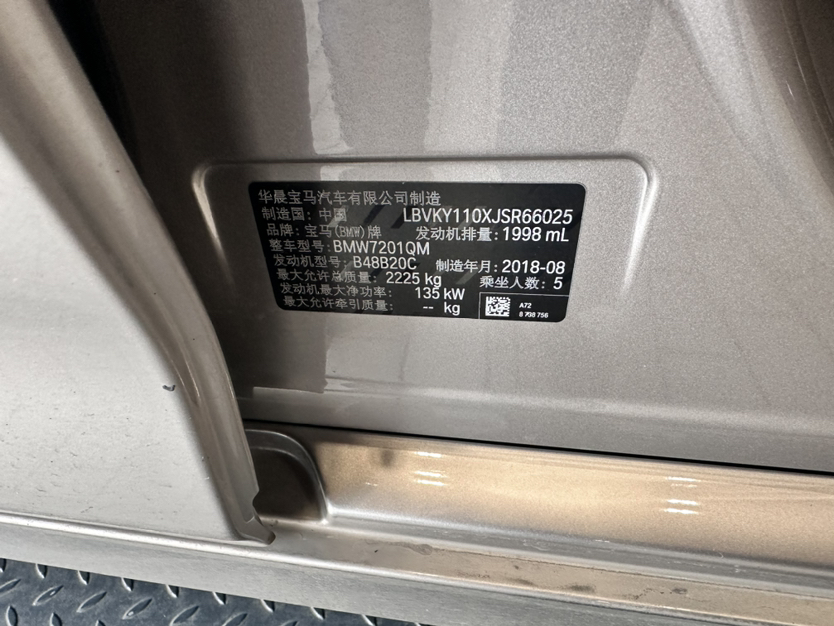 华晨宝马汽车有限公司制造
制造国：中国 LBVKY110XJSR66025
品牌：宝马(BMW)牌 发动机排量：1998 mL
整车型号：BMW7201QM
发动机型号：B48B20C 制造年月：2018-08
最大允许总质量： 2225 kg 乘坐人数：5
发动机最大净功率： 135 kW
最大允许牵引质量： -- kg
A72
8 798 756